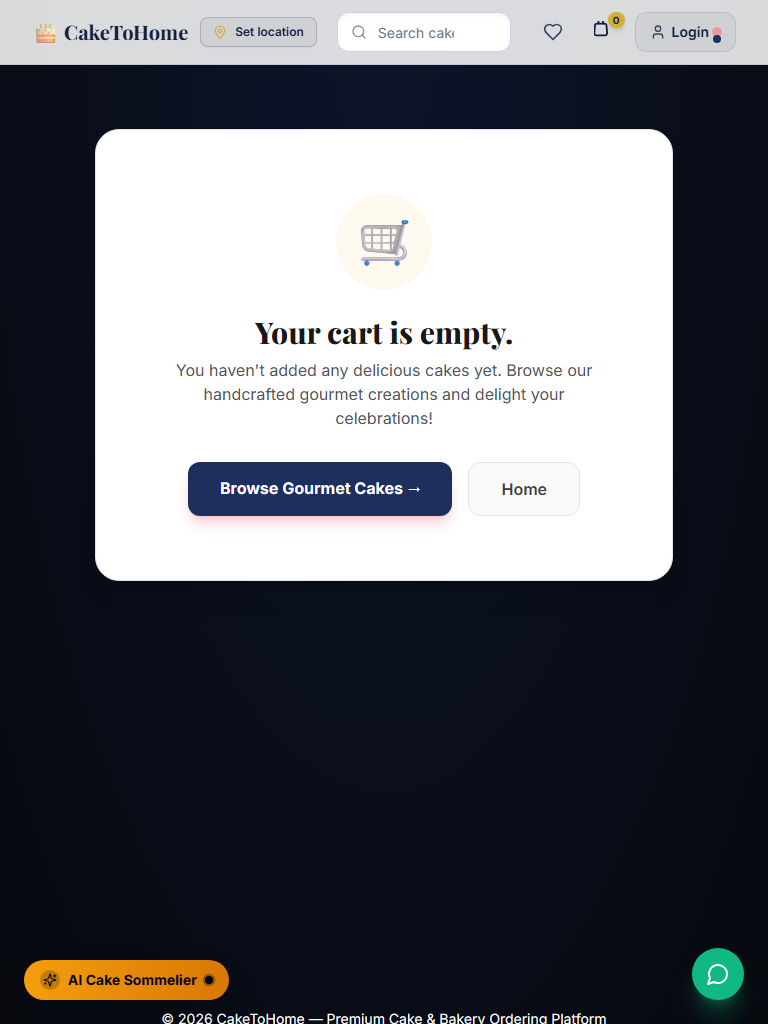 CakeToHome
Set location
Search cake
0
Login
Your cart is empty.
You haven't added any delicious cakes yet. Browse our
handcrafted gourmet creations and delight your
celebrations!
Browse Gourmet Cakes →
Home
AI Cake Sommelier
© 2026 CakeToHome — Premium Cake & Bakery Ordering Platform